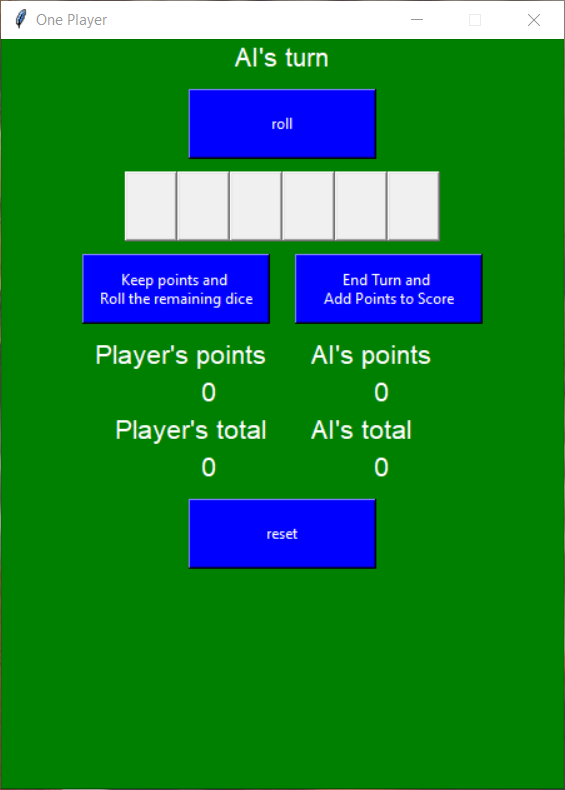 One Player
AI's turn
roll
Keep points and
Roll the remaining dice
End Turn and
Add Points to Score
Player's points
AI's points
0
0
Player's total
AI's total
0
0
reset